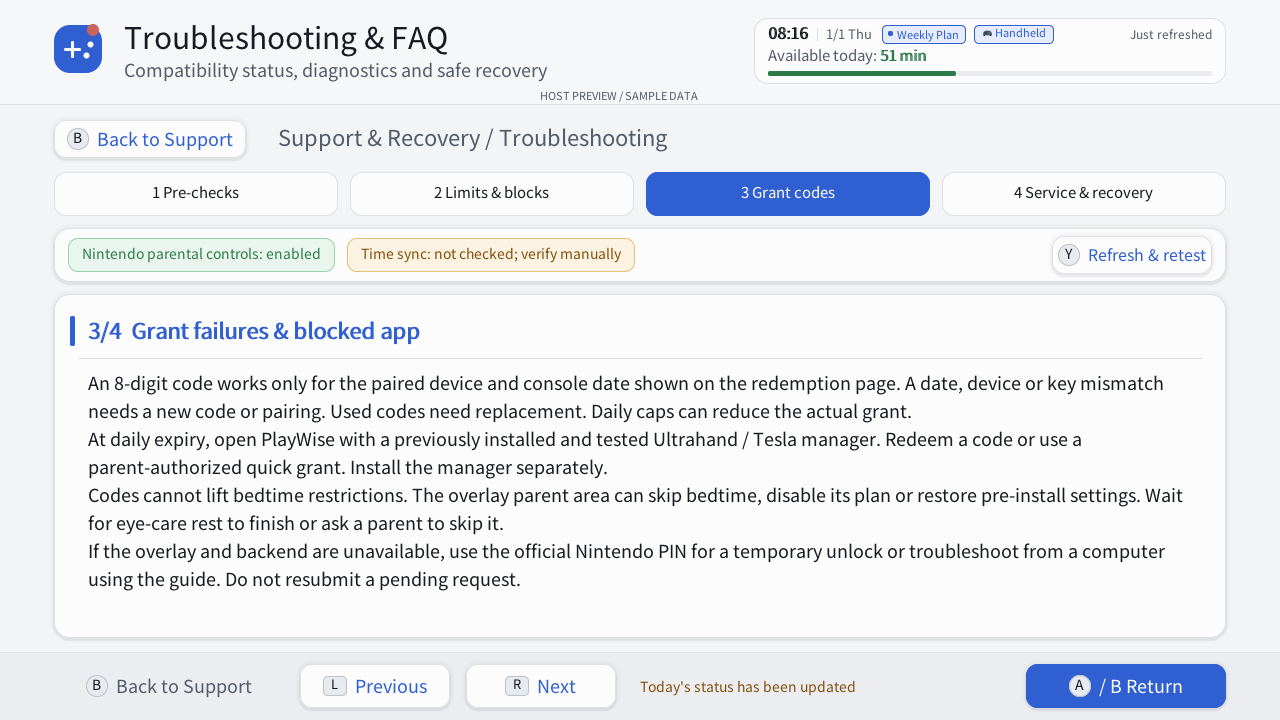 Troubleshooting & FAQ
Compatibility status, diagnostics and safe recovery
08:16 1/1 Thu Weekly Plan Handheld Just refreshed
Available today: 51 min
HOST PREVIEW / SAMPLE DATA
B Back to Support Support & Recovery / Troubleshooting
1 Pre-checks 2 Limits & blocks 3 Grant codes 4 Service & recovery
Nintendo parental controls: enabled Time sync: not checked; verify manually Y Refresh & retest
3/4 Grant failures & blocked app
An 8-digit code works only for the paired device and console date shown on the redemption page. A date, device or key mismatch
needs a new code or pairing. Used codes need replacement. Daily caps can reduce the actual grant.
At daily expiry, open PlayWise with a previously installed and tested Ultrahand / Tesla manager. Redeem a code or use a
parent-authorized quick grant. Install the manager separately.
Codes cannot lift bedtime restrictions. The overlay parent area can skip bedtime, disable its plan or restore pre-install settings. Wait
for eye-care rest to finish or ask a parent to skip it.
If the overlay and backend are unavailable, use the official Nintendo PIN for a temporary unlock or troubleshoot from a computer
using the guide. Do not resubmit a pending request.
B Back to Support L Previous R Next Today's status has been updated A / B Return